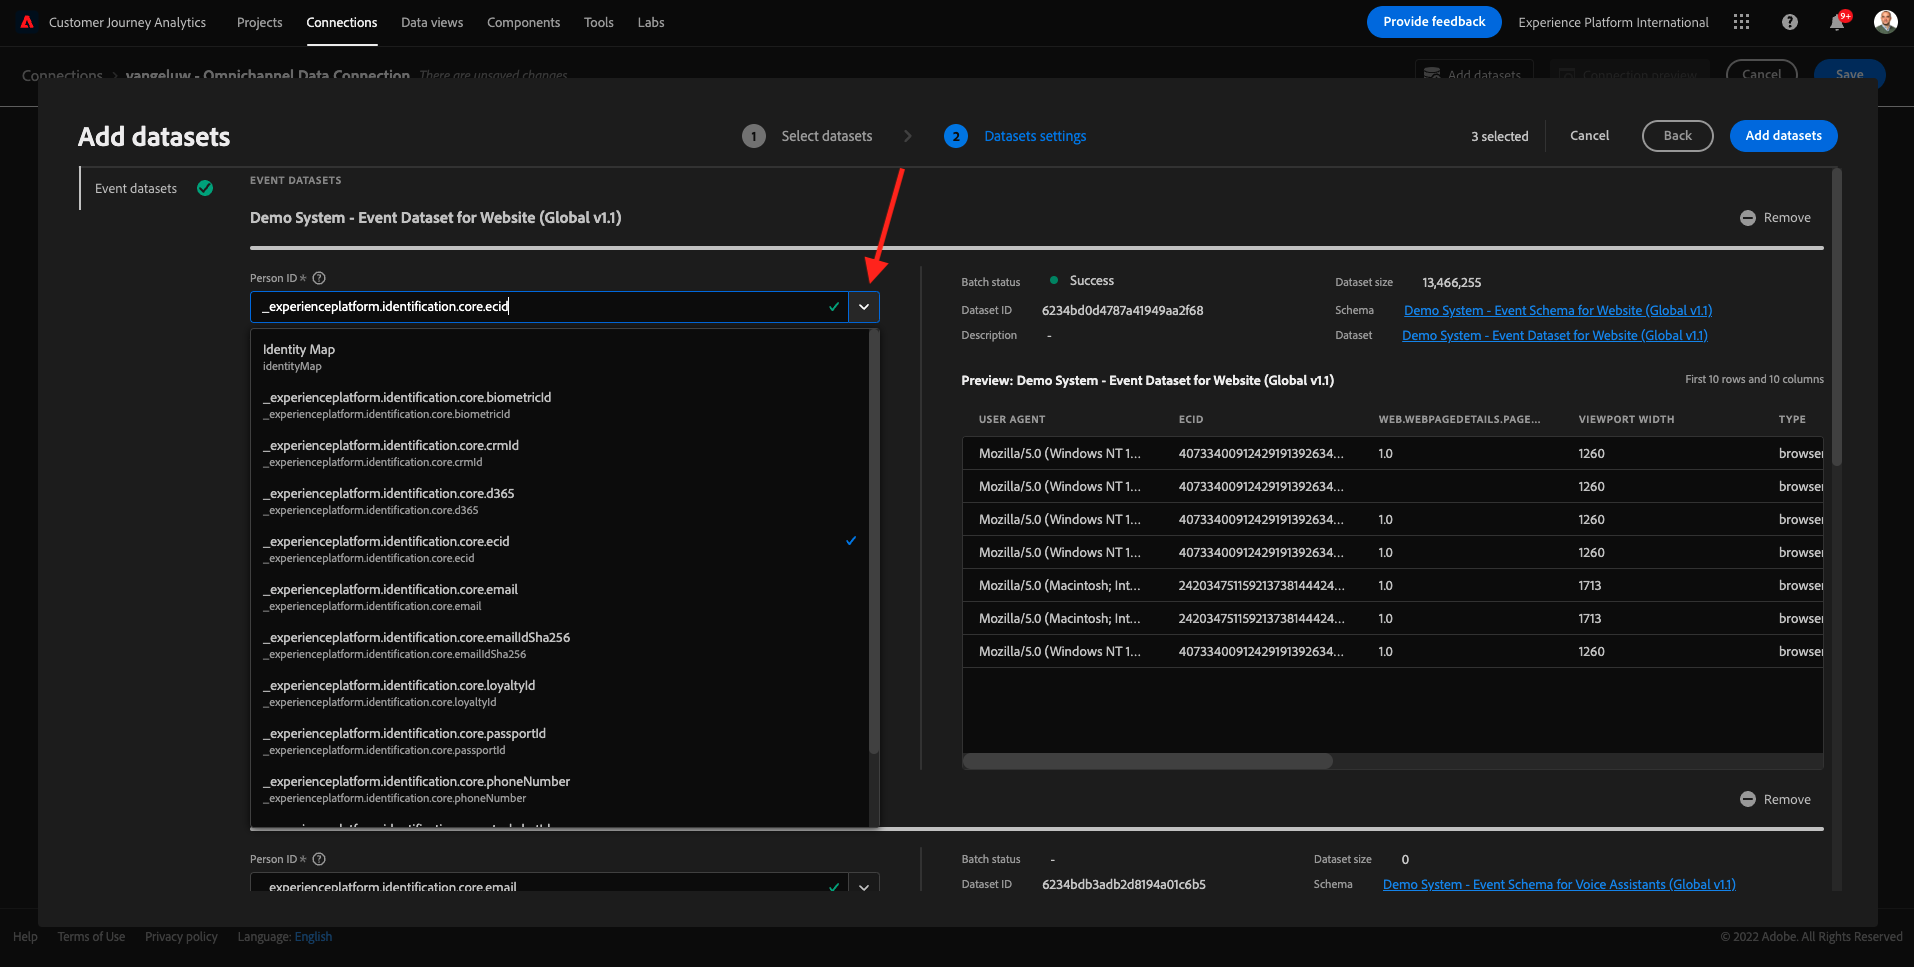 Customer Journey Analytics
Projects
Connections
Data views
Components
Tools
Labs
Provide feedback
Experience Platform International
9+
Connections > vangeluw - Omnichannel Data Connection There are unsaved changes
Add datasets
Connection preview
Cancel
Save
Add datasets
1 Select datasets
2 Datasets settings
3 selected
Cancel
Back
Add datasets
Event datasets
EVENT DATASETS
Demo System - Event Dataset for Website (Global v1.1)
Remove
Person ID *
_experienceplatform.identification.core.ecid
Identity Map
identityMap
_experienceplatform.identification.core.biometricId
_experienceplatform.identification.core.biometricId
_experienceplatform.identification.core.crmId
_experienceplatform.identification.core.crmId
_experienceplatform.identification.core.d365
_experienceplatform.identification.core.d365
_experienceplatform.identification.core.ecid
_experienceplatform.identification.core.ecid
_experienceplatform.identification.core.email
_experienceplatform.identification.core.email
_experienceplatform.identification.core.emailIdSha256
_experienceplatform.identification.core.emailIdSha256
_experienceplatform.identification.core.loyaltyId
_experienceplatform.identification.core.loyaltyId
_experienceplatform.identification.core.passportId
_experienceplatform.identification.core.passportId
_experienceplatform.identification.core.phoneNumber
_experienceplatform.identification.core.phoneNumber
Batch status Success
Dataset size 13,466,255
Dataset ID 6234bd0d4787a41949aa2f68
Schema Demo System - Event Schema for Website (Global v1.1)
Description -
Dataset Demo System - Event Dataset for Website (Global v1.1)
Preview: Demo System - Event Dataset for Website (Global v1.1)
First 10 rows and 10 columns
USER AGENT ECID WEB.WEBPAGEDETAILS.PAGE... VIEWPORT WIDTH TYPE
Mozilla/5.0 (Windows NT 1... 40733400912429191392634... 1.0 1260 browser
Mozilla/5.0 (Windows NT 1... 40733400912429191392634... 1260 browser
Mozilla/5.0 (Windows NT 1... 40733400912429191392634... 1.0 1260 browser
Mozilla/5.0 (Windows NT 1... 40733400912429191392634... 1.0 1260 browser
Mozilla/5.0 (Macintosh; Int... 24203475115921373814424... 1.0 1713 browser
Mozilla/5.0 (Macintosh; Int... 24203475115921373814424... 1.0 1713 browser
Mozilla/5.0 (Windows NT 1... 40733400912429191392634... 1.0 1260 browser
Remove
Person ID *
_experienceplatform.identification.core.email
Batch status -
Dataset size 0
Dataset ID 6234bdb3adb2d8194a01c6b5
Schema Demo System - Event Schema for Voice Assistants (Global v1.1)
Help
Terms of Use
Privacy policy
Language: English
© 2022 Adobe. All Rights Reserved